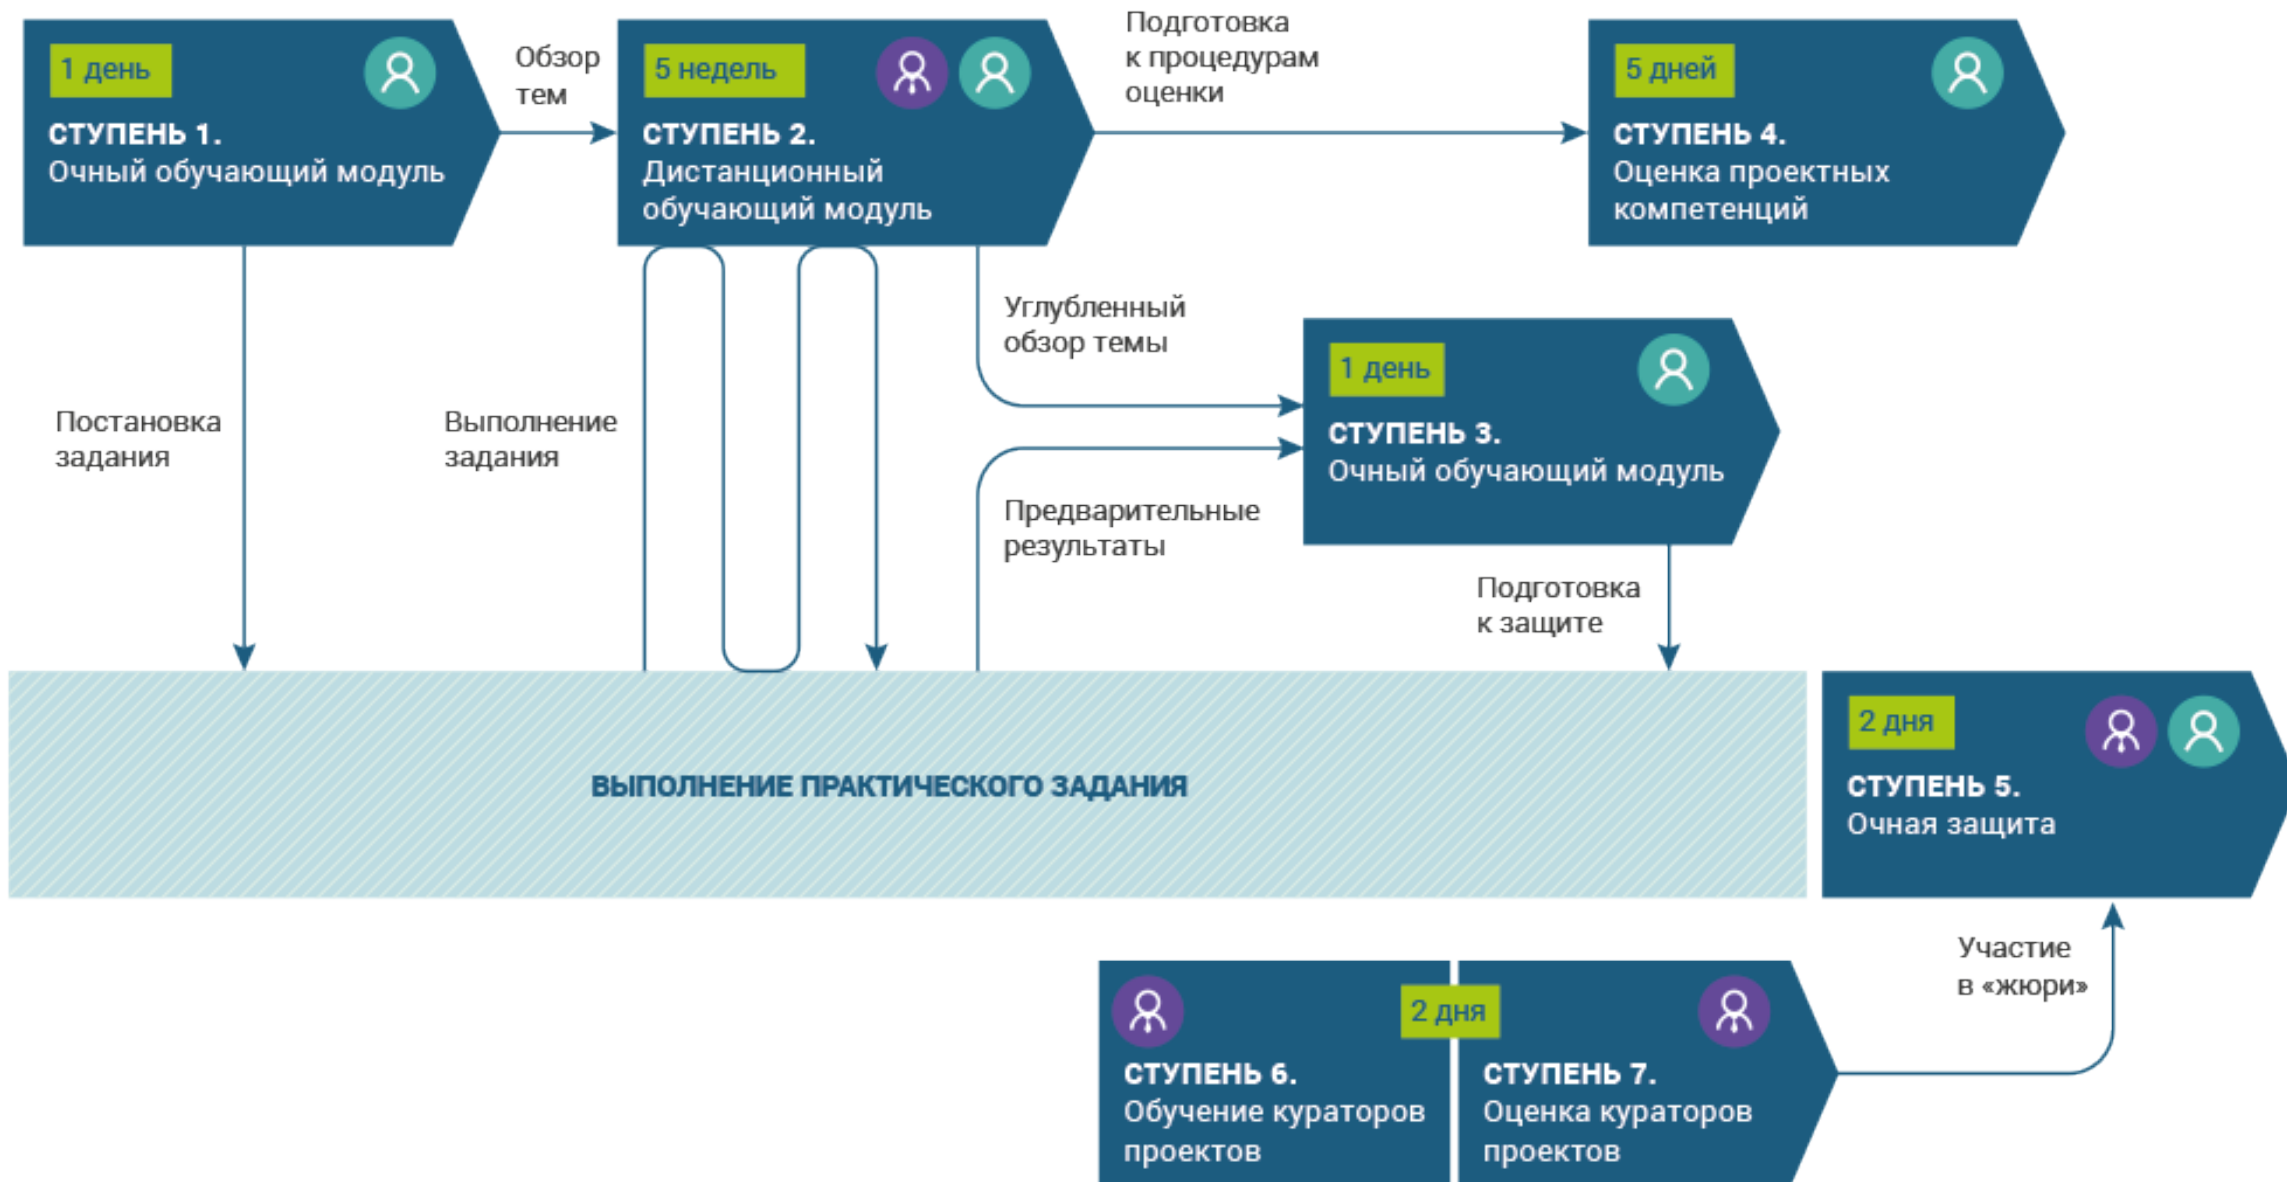 1 день
СТУПЕНЬ 1.
Очный обучающий модуль
Обзор
тем
5 недель
СТУПЕНЬ 2.
Дистанционный
обучающий модуль
Подготовка
к процедурам
оценки
5 дней
СТУПЕНЬ 4.
Оценка проектных
компетенций
Постановка
задания
Выполнение
задания
Углубленный
обзор темы
Предварительные
результаты
1 день
СТУПЕНЬ 3.
Очный обучающий модуль
Подготовка
к защите
ВЫПОЛНЕНИЕ ПРАКТИЧЕСКОГО ЗАДАНИЯ
2 дня
СТУПЕНЬ 5.
Очная защита
Участие
в «жюри»
2 дня
СТУПЕНЬ 6.
Обучение кураторов
проектов
СТУПЕНЬ 7.
Оценка кураторов
проектов